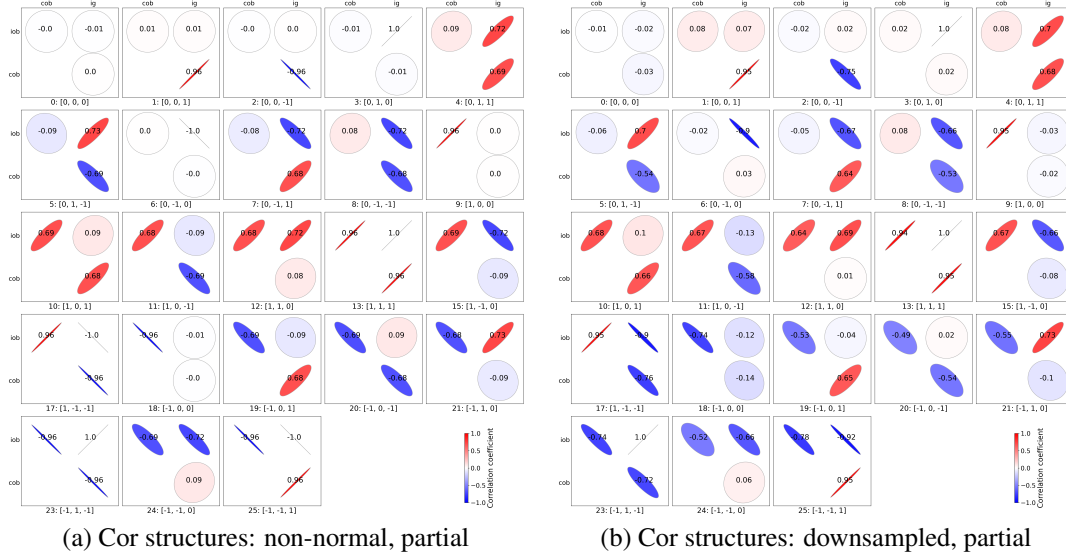 cob ig cob ig
iob -0.0 -0.01 0.01 0.01 -0.0 0.0 -0.01 1.0 0.09 0.72
cob 0.0 0.96 -0.96 -0.01 0.69
0: [0, 0, 0] 1: [0, 0, 1] 2: [0, 0, -1] 3: [0, 1, 0] 4: [0, 1, 1]
iob -0.09 0.73 0.0 -1.0 -0.08 -0.72 0.08 -0.72 0.96 0.0
cob -0.69 -0.0 0.68 -0.68 0.0
5: [0, 1, -1] 6: [0, -1, 0] 7: [0, -1, 1] 8: [0, -1, -1] 9: [1, 0, 0]
iob 0.69 0.09 0.68 -0.09 0.68 0.72 0.96 1.0 0.69 -0.72
cob 0.68 -0.69 0.08 0.96 -0.09
10: [1, 0, 1] 11: [1, 0, -1] 12: [1, 1, 0] 13: [1, 1, 1] 15: [1, -1, 0]
iob 0.96 -1.0 -0.96 -0.01 -0.69 -0.09 -0.69 0.09 -0.68 0.73
cob -0.96 -0.0 0.68 -0.68 -0.09
17: [1, -1, -1] 18: [-1, 0, 0] 19: [-1, 0, 1] 20: [-1, 0, -1] 21: [-1, 1, 0]
iob -0.96 1.0 -0.69 -0.72 -0.96 -1.0
cob -0.96 0.09 0.96
23: [-1, 1, -1] 24: [-1, -1, 0] 25: [-1, -1, 1]
1.0
0.5
0.0
-0.5
-1.0
Correlation coefficient
(a) Cor structures: non-normal, partial
cob ig cob ig
iob -0.01 -0.02 0.08 0.07 -0.02 0.02 0.02 1.0 0.08 0.7
cob -0.03 0.95 -0.75 0.02 0.68
0: [0, 0, 0] 1: [0, 0, 1] 2: [0, 0, -1] 3: [0, 1, 0] 4: [0, 1, 1]
iob -0.06 0.7 -0.02 -0.9 -0.05 -0.67 0.08 -0.66 0.95 -0.03
cob -0.54 0.03 0.64 -0.53 -0.02
5: [0, 1, -1] 6: [0, -1, 0] 7: [0, -1, 1] 8: [0, -1, -1] 9: [1, 0, 0]
iob 0.68 0.1 0.67 -0.13 0.64 0.69 0.94 1.0 0.67 -0.66
cob 0.66 -0.58 0.01 0.95 -0.08
10: [1, 0, 1] 11: [1, 0, -1] 12: [1, 1, 0] 13: [1, 1, 1] 15: [1, -1, 0]
iob 0.95 -0.9 -0.74 -0.12 -0.53 -0.04 -0.49 0.02 -0.55 0.73
cob -0.76 -0.14 0.65 -0.54 -0.1
17: [1, -1, -1] 18: [-1, 0, 0] 19: [-1, 0, 1] 20: [-1, 0, -1] 21: [-1, 1, 0]
iob -0.74 1.0 -0.52 -0.66 -0.78 -0.92
cob -0.72 0.06 0.95
23: [-1, 1, -1] 24: [-1, -1, 0] 25: [-1, -1, 1]
1.0
0.5
0.0
-0.5
-1.0
Correlation coefficient
(b) Cor structures: downsampled, partial